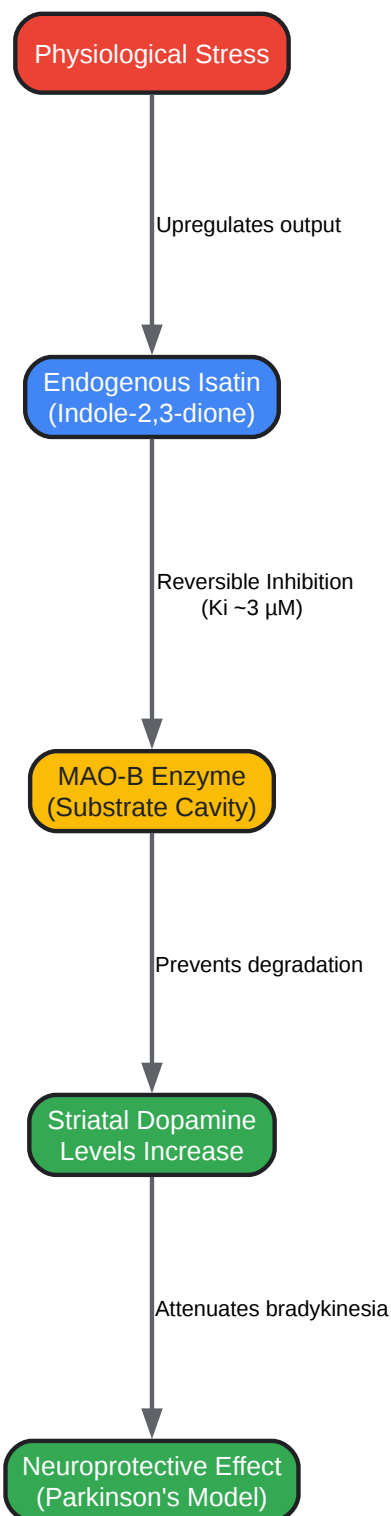 Physiological Stress
Upregulates output
Endogenous Isatin
(Indole-2,3-dione)
Reversible Inhibition
(Ki ~3 µM)
MAO-B Enzyme
(Substrate Cavity)
Prevents degradation
Striatal Dopamine
Levels Increase
Attenuates bradykinesia
Neuroprotective Effect
(Parkinson's Model)